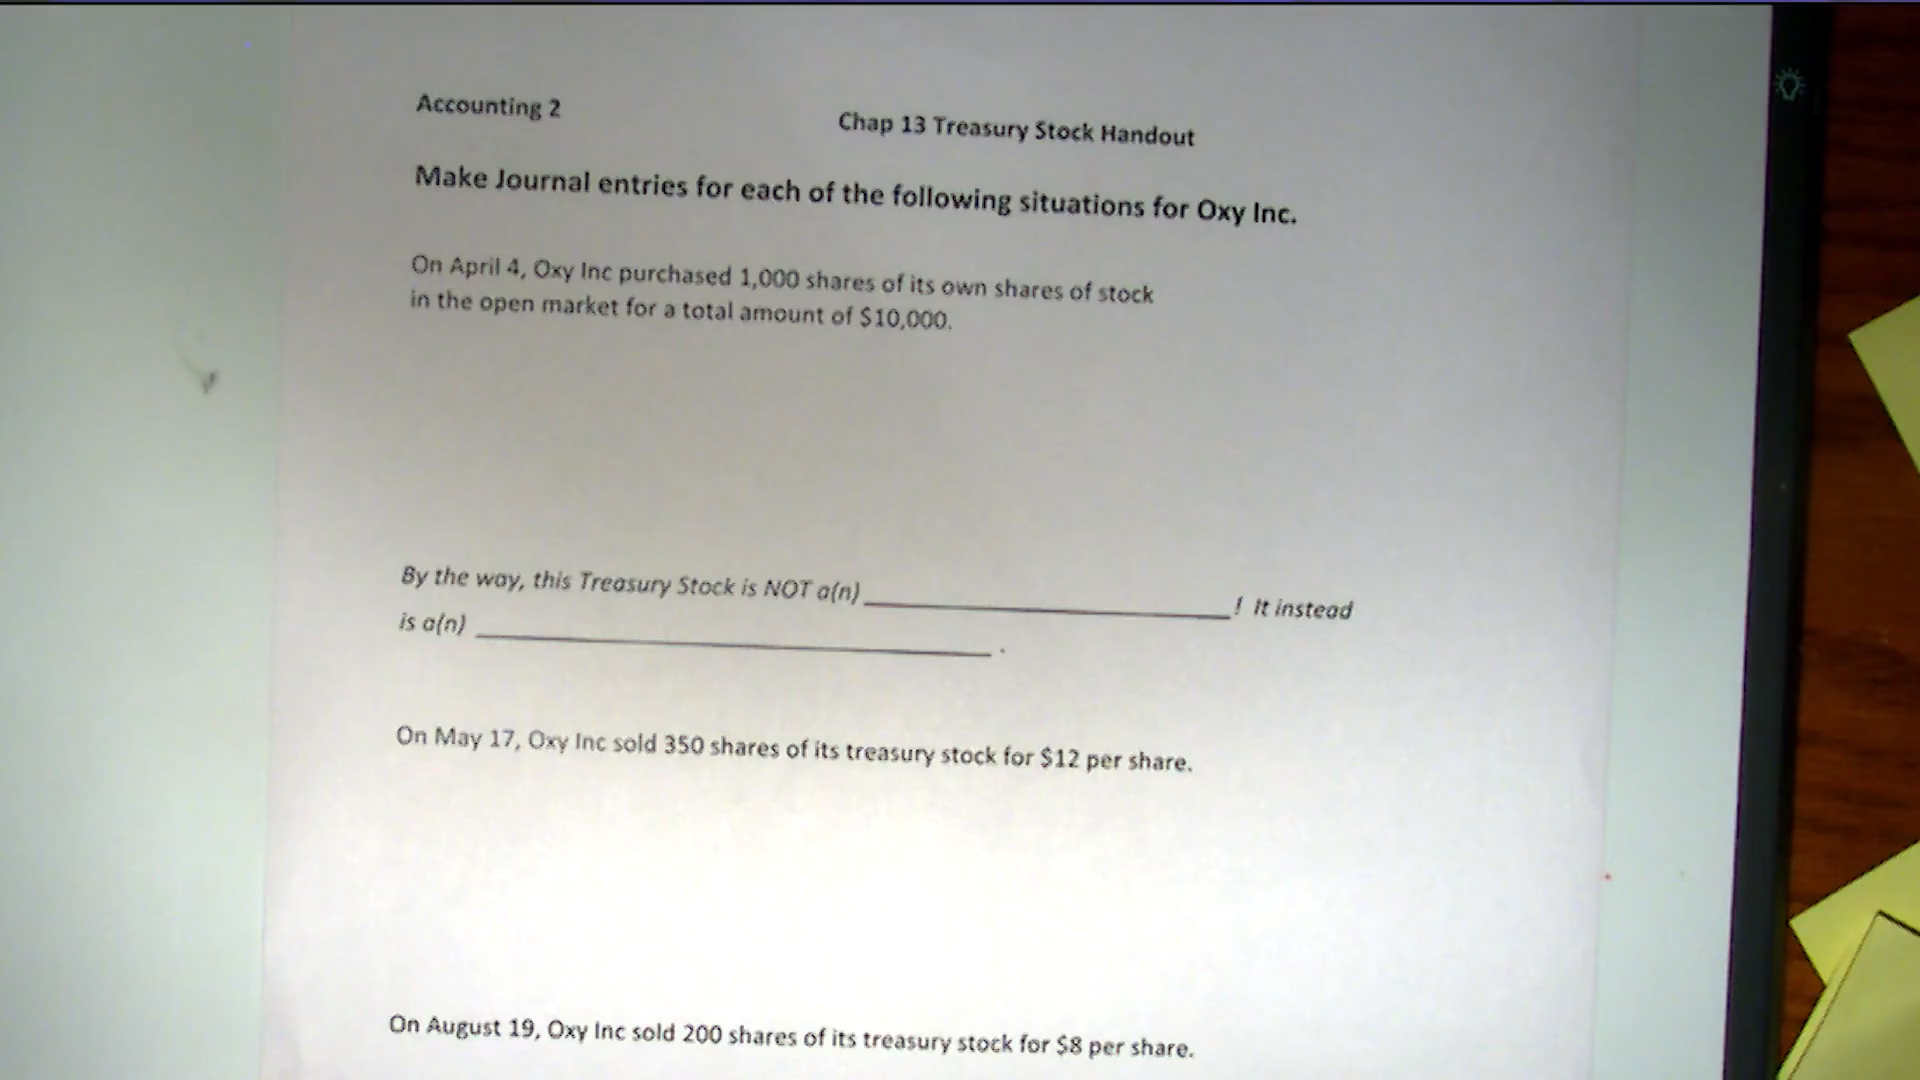 Accounting 2
Chap 13 Treasury Stock Handout
Make Journal entries for each of the following situations for Oxy Inc.
On April 4, Oxy Inc purchased 1,000 shares of its own shares of stock
in the open market for a total amount of $10,000.
By the way, this Treasury Stock is NOT a(n) ____________________! It instead
is a(n) ____________________.
On May 17, Oxy Inc sold 350 shares of its treasury stock for $12 per share.
On August 19, Oxy Inc sold 200 shares of its treasury stock for $8 per share.